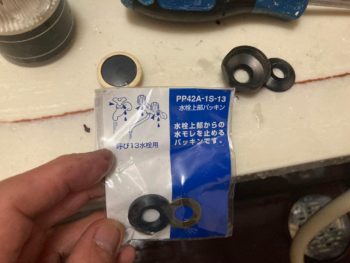 PP42A-1S-13
水栓上部パッキン
水栓上部からの
水モレを止める
パッキンです。
呼び13水栓用